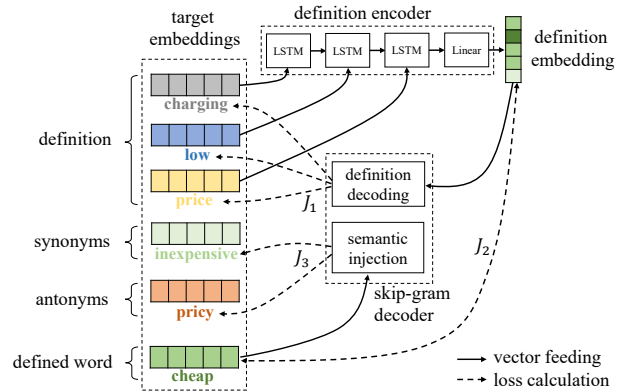 target
embeddings
definition encoder
LSTM
LSTM
LSTM
Linear
definition
embedding
charging
definition
low
price
definition
decoding
J1
synonyms
inexpensive
J3
semantic
injection
J2
antonyms
pricy
skip-gram
decoder
defined word
cheap
vector feeding
loss calculation